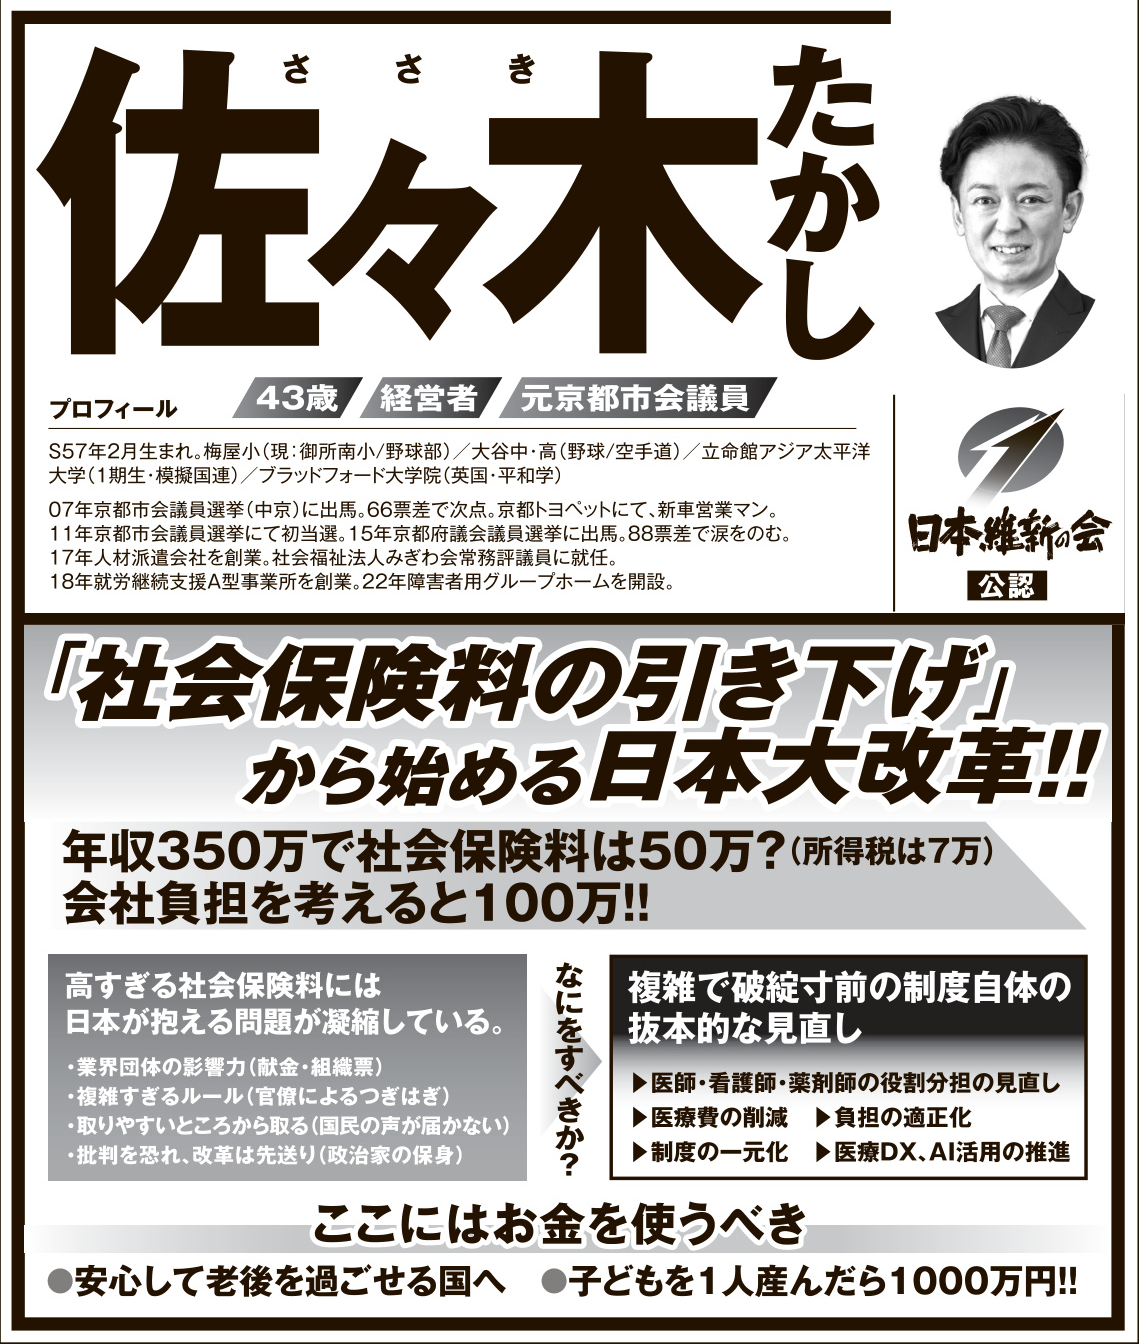 さ さ き
佐々木たかし
プロフィール
43歳 経営者 元京都市会議員
S57年2月生まれ。梅屋小(現:御所南小/野球部)/大谷中・高(野球/空手道)/立命館アジア太平洋
大学(1期生・模擬国連)/ブラッドフォード大学院(英国・平和学)
07年京都市会議員選挙(中京)に出馬。66票差で次点。京都トヨペットにて、新車営業マン。
11年京都市会議員選挙にて初当選。15年京都府議会議員選挙に出馬。88票差で涙をのむ。
17年人材派遣会社を創業。社会福祉法人みぎわ会常務評議員に就任。
18年就労継続支援A型事業所を創業。22年障害者用グループホームを開設。
日本維新の会
公認
「社会保険料の引き下げ」
から始める日本大改革!!
年収350万で社会保険料は50万?(所得税は7万)
会社負担を考えると100万!!
高すぎる社会保険料には
日本が抱える問題が凝縮している。
・業界団体の影響力(献金・組織票)
・複雑すぎるルール(官僚によるつぎはぎ)
・取りやすいところから取る(国民の声が届かない)
・批判を恐れ、改革は先送り(政治家の保身)
なにをすべきか?
複雑で破綻寸前の制度自体の
抜本的な見直し
▶医師・看護師・薬剤師の役割分担の見直し
▶医療費の削減 ▶負担の適正化
▶制度の一元化 ▶医療DX、AI活用の推進
ここにはお金を使うべき
●安心して老後を過ごせる国へ ●子どもを1人産んだら1000万円!!